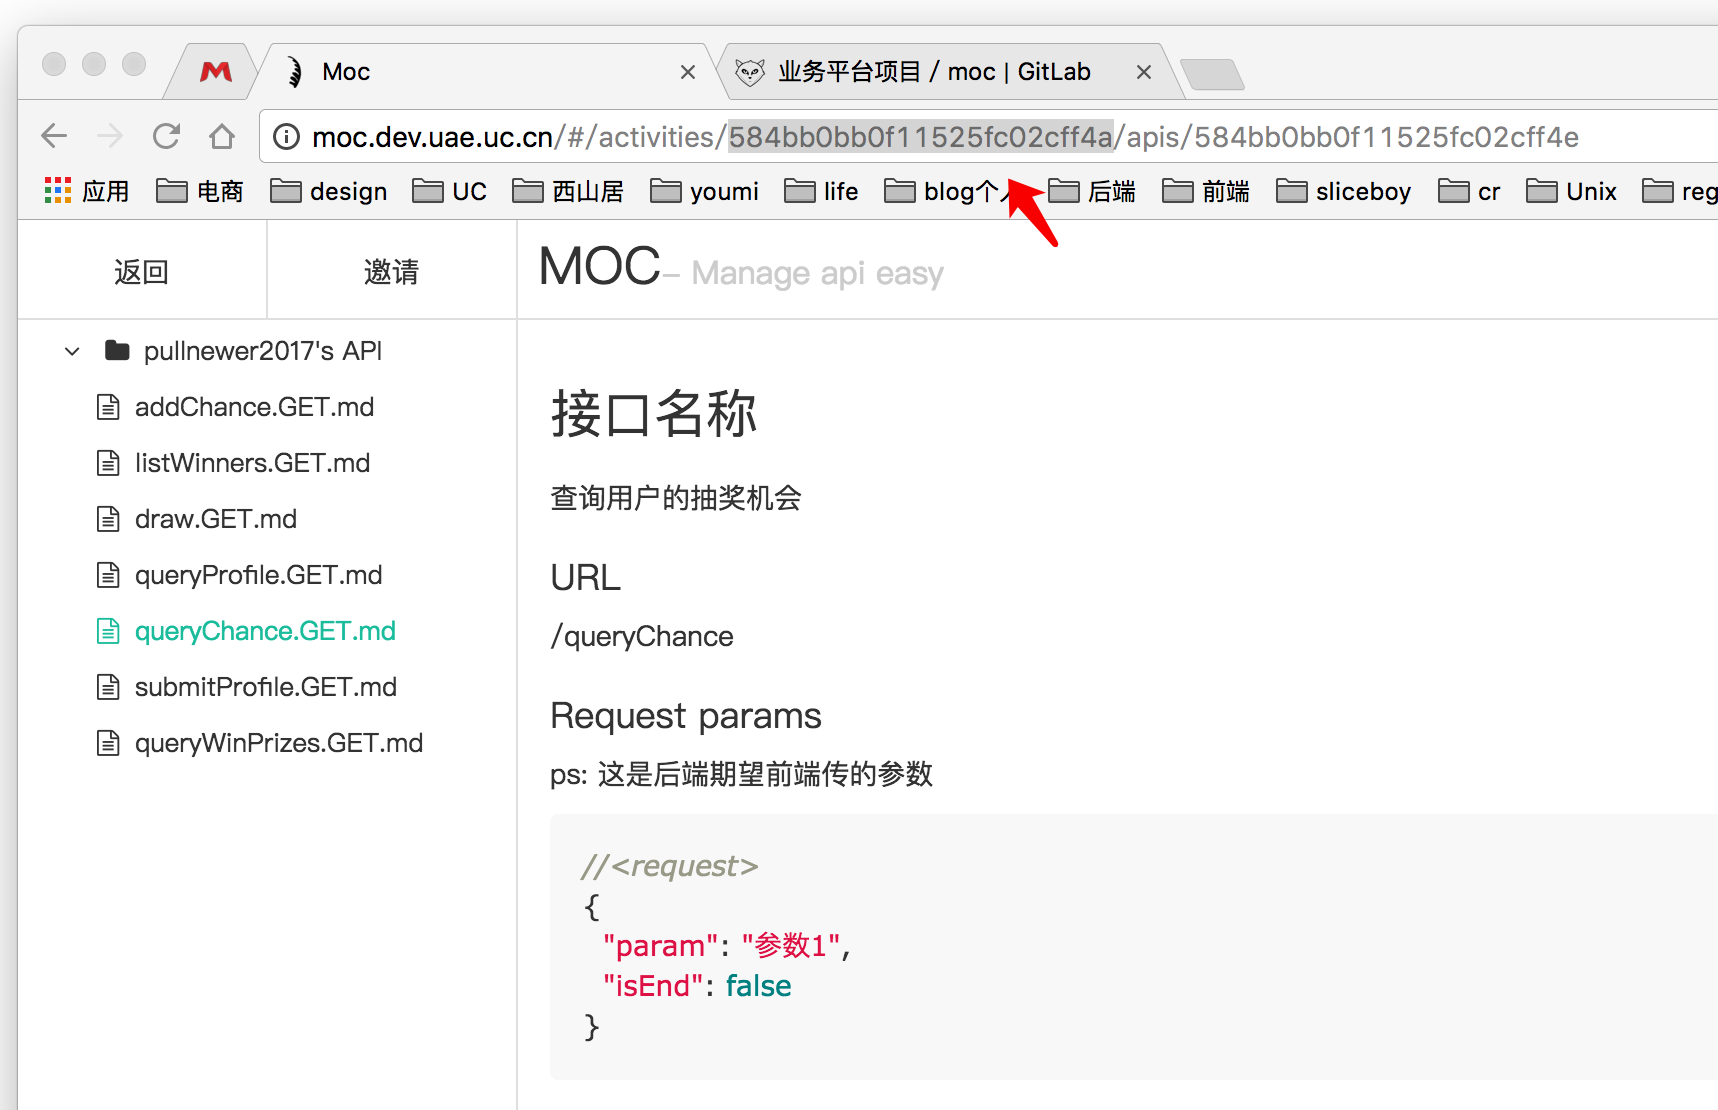 Moc
业务平台项目 / moc | GitLab
moc.dev.uae.uc.cn/#/activities/584bb0bb0f11525fc02cff4a/apis/584bb0bb0f11525fc02cff4e
应用 电商 design UC 西山居 youmi life blog个人 后端 前端 sliceboy cr Unix reg
返回 邀请 MOC– Manage api easy
pullnewer2017's API
addChance.GET.md
listWinners.GET.md
draw.GET.md
queryProfile.GET.md
queryChance.GET.md
submitProfile.GET.md
queryWinPrizes.GET.md
接口名称
查询用户的抽奖机会
URL
/queryChance
Request params
ps: 这是后端期望前端传的参数
//<request>
{
"param": "参数1",
"isEnd": false
}